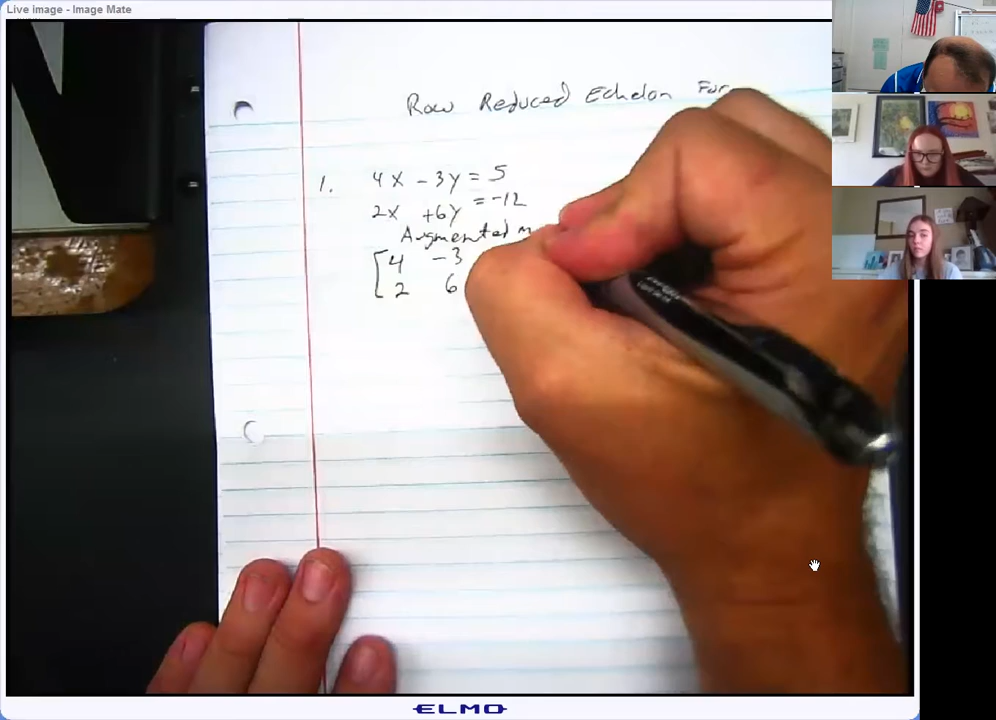 Live image - Image Mate
Row Reduced Echelon For
1. 4x - 3y = 5
2x +6y = -12
Augmented m
[4 -3
2 6
ELMO